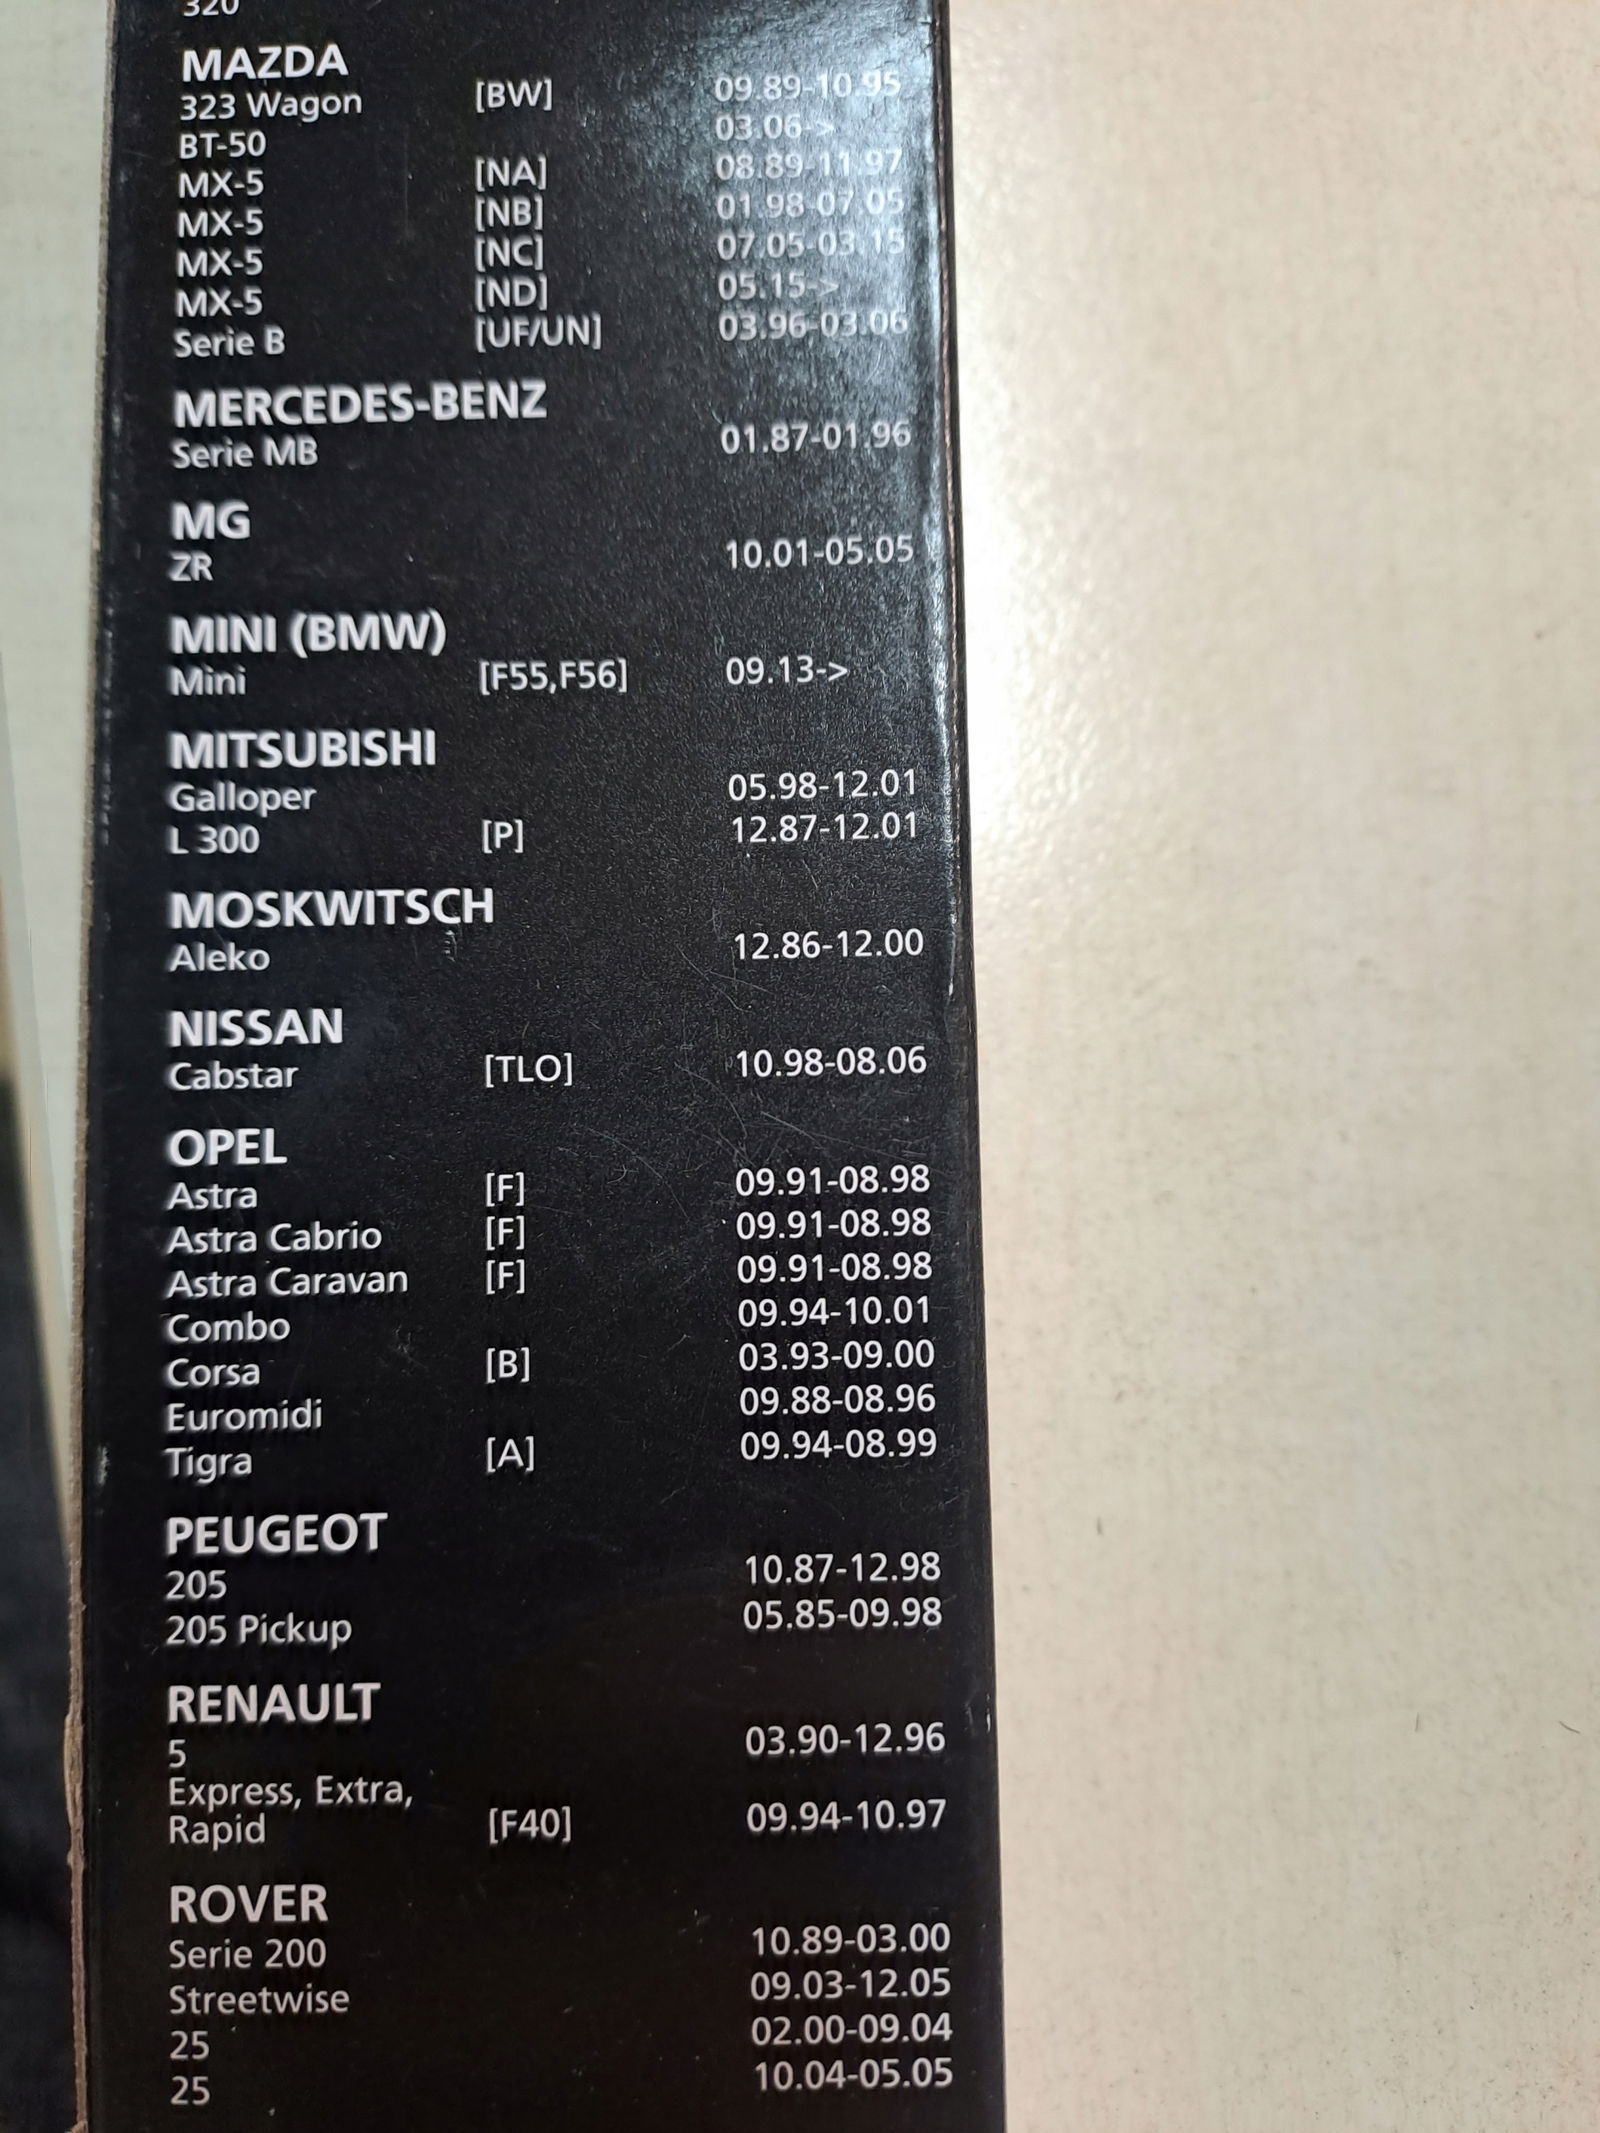 320
MAZDA
323 Wagon [BW] 09.89-10.95
BT-50 03.06->
MX-5 [NA] 08.89-11.97
MX-5 [NB] 01.98-07.05
MX-5 [NC] 07.05-03.15
MX-5 [ND] 05.15->
Serie B [UF/UN] 03.96-03.06
MERCEDES-BENZ
Serie MB 01.87-01.96
MG
ZR 10.01-05.05
MINI (BMW)
Mini [F55,F56] 09.13->
MITSUBISHI
Galloper 05.98-12.01
L 300 [P] 12.87-12.01
MOSKWITSCH
Aleko 12.86-12.00
NISSAN
Cabstar [TLO] 10.98-08.06
OPEL
Astra [F] 09.91-08.98
Astra Cabrio [F] 09.91-08.98
Astra Caravan [F] 09.91-08.98
Combo 09.94-10.01
Corsa [B] 03.93-09.00
Euromidi 09.88-08.96
Tigra [A] 09.94-08.99
PEUGEOT
205 10.87-12.98
205 Pickup 05.85-09.98
RENAULT
5 03.90-12.96
Express, Extra,
Rapid [F40] 09.94-10.97
ROVER
Serie 200 10.89-03.00
Streetwise 09.03-12.05
25 02.00-09.04
25 10.04-05.05